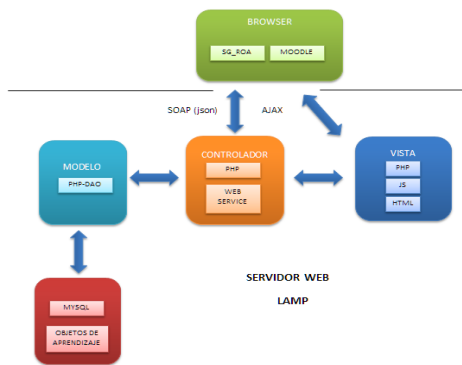 BROWSER
SG_ROA
MOODLE
SOAP (json)
AJAX
MODELO
PHP-DAO
CONTROLADOR
PHP
WEB
SERVICE
VISTA
PHP
JS
HTML
MYSQL
OBJETOS DE
APRENDIZAJE
SERVIDOR WEB
LAMP